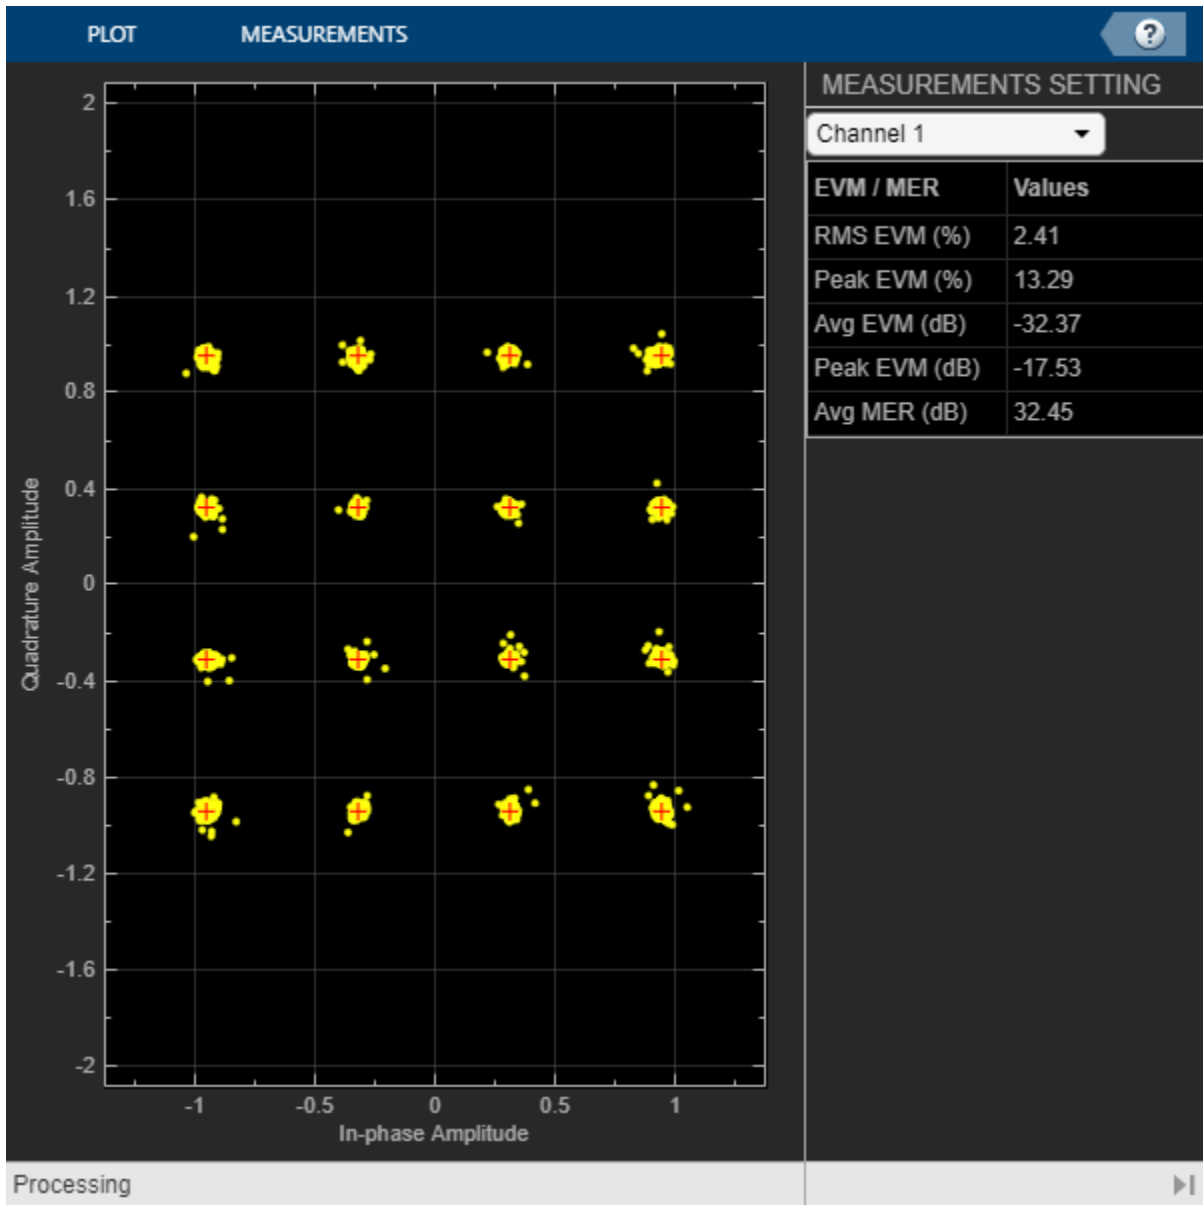 PLOT MEASUREMENTS ?
MEASUREMENTS SETTING
Channel 1
EVM / MER Values
RMS EVM (%) 2.41
Peak EVM (%) 13.29
Avg EVM (dB) -32.37
Peak EVM (dB) -17.53
Avg MER (dB) 32.45
Quadrature Amplitude
2
1.6
1.2
0.8
0.4
0
-0.4
-0.8
-1.2
-1.6
-2
-1 -0.5 0 0.5 1
In-phase Amplitude
Processing